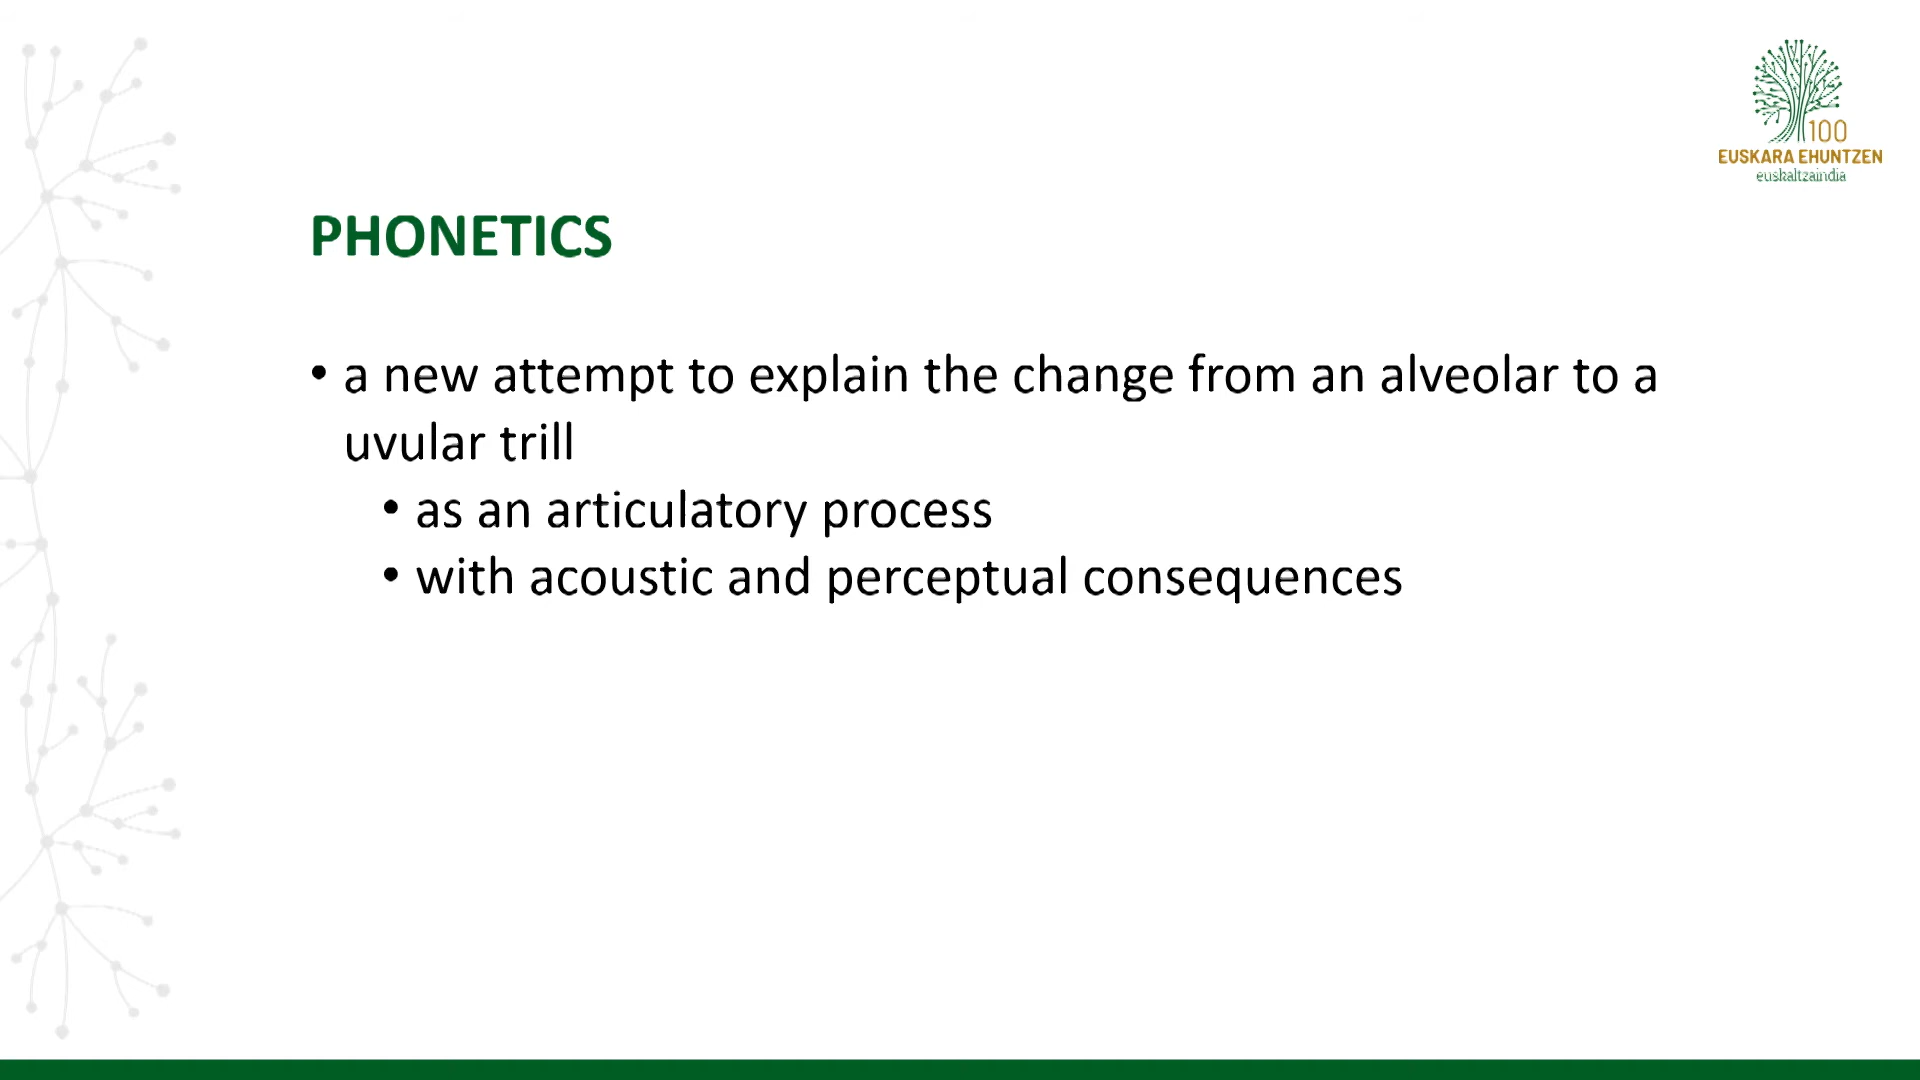 100
EUSKARA EHUNTZEN
euskaltzaindia
PHONETICS
• a new attempt to explain the change from an alveolar to a
uvular trill
• as an articulatory process
• with acoustic and perceptual consequences